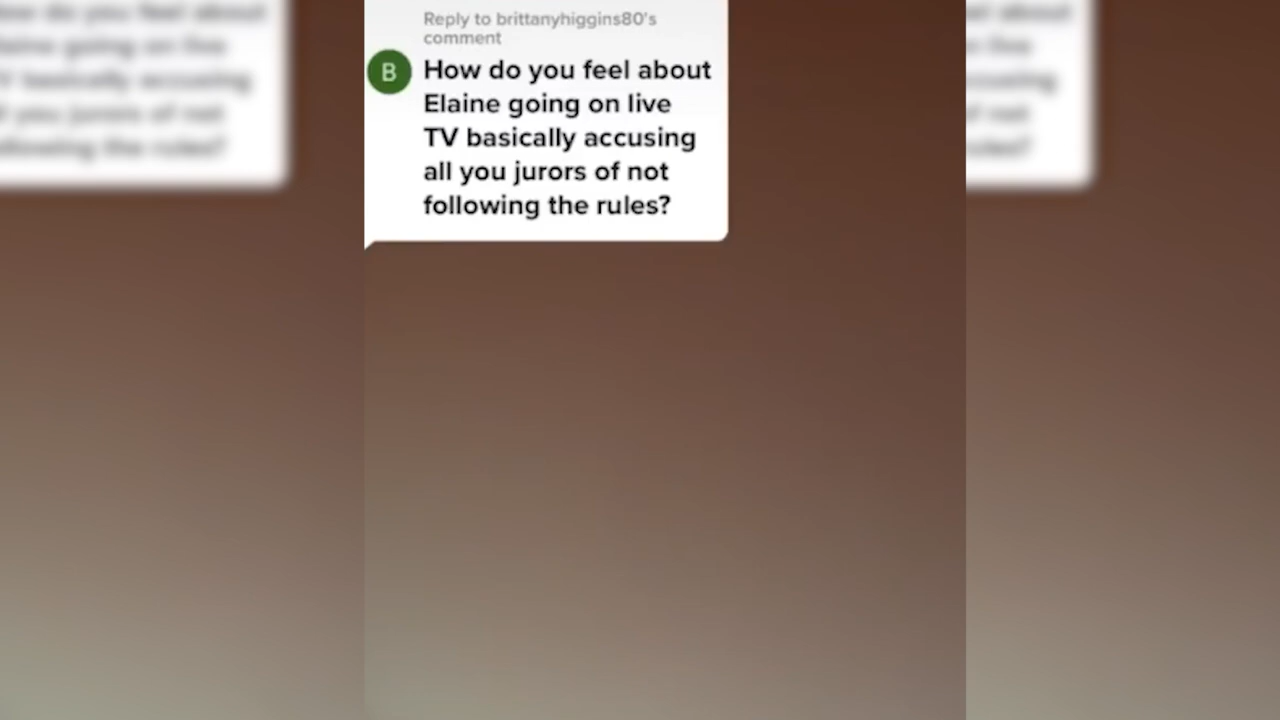 Reply to brittanyhiggins80's
comment
B
How do you feel about
Elaine going on live
TV basically accusing
all you jurors of not
following the rules?